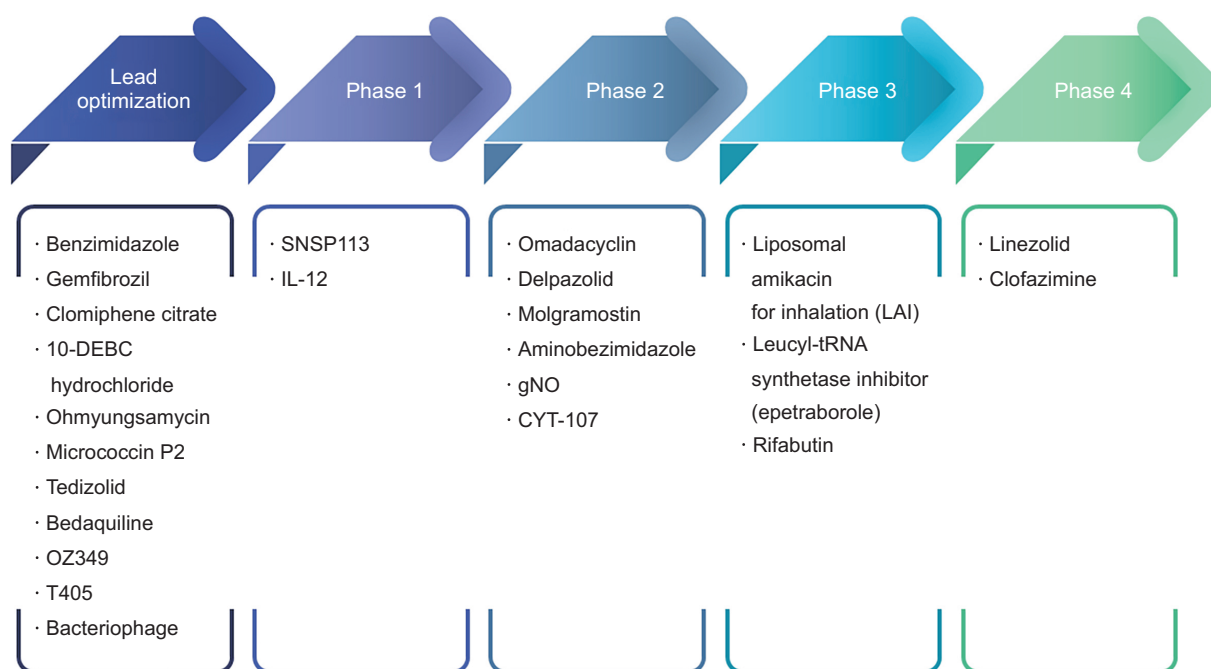 Lead
optimization
Phase 1
Phase 2
Phase 3
Phase 4
· Benzimidazole
· Gemfibrozil
· Clomiphene citrate
· 10-DEBC
hydrochloride
· Ohmyungsamycin
· Micrococcin P2
· Tedizolid
· Bedaquiline
· OZ349
· T405
· Bacteriophage
· SNSP113
· IL-12
· Omadacyclin
· Delpazolid
· Molgramostin
· Aminobezimidazole
· gNO
· CYT-107
· Liposomal
amikacin
for inhalation (LAI)
· Leucyl-tRNA
synthetase inhibitor
(epetraborole)
· Rifabutin
· Linezolid
· Clofazimine